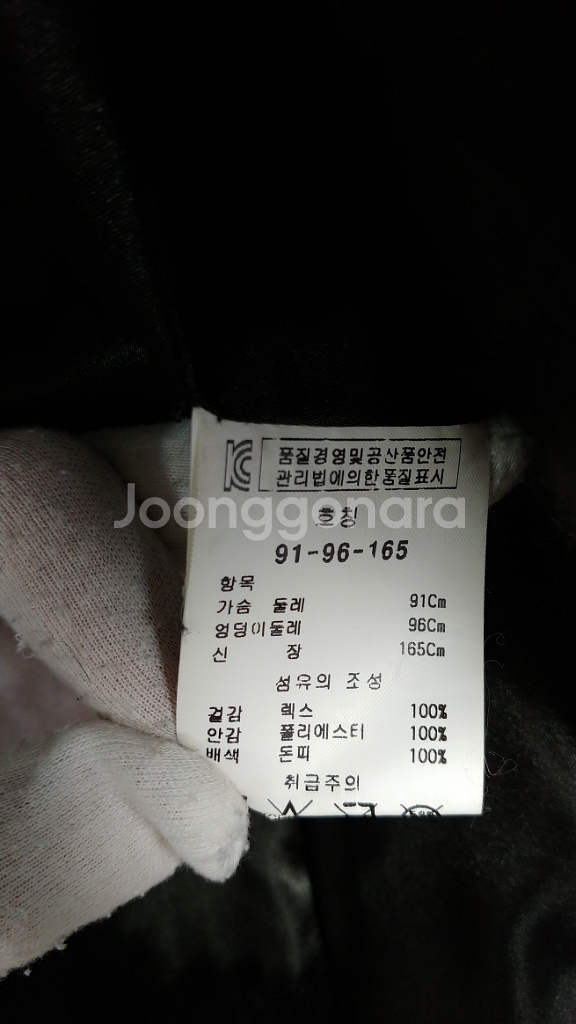 KC 품질경영및공산품안전
관리법에의한품질표시
Joonggonara
호칭
91-96-165
항목
가슴 둘레 91Cm
엉덩이둘레 96Cm
신 장 165Cm
섬유의 조성
겉감 렉스 100%
안감 폴리에스터 100%
배색 돈피 100%
취급주의